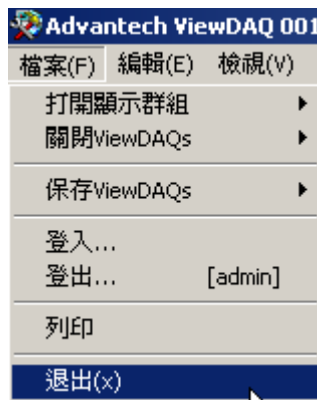 Advantech ViewDAQ 001
檔案(F) 編輯(E) 檢視(V)
打開顯示群組
關閉ViewDAQs
保存ViewDAQs
登入...
登出... [admin]
列印
退出(x)